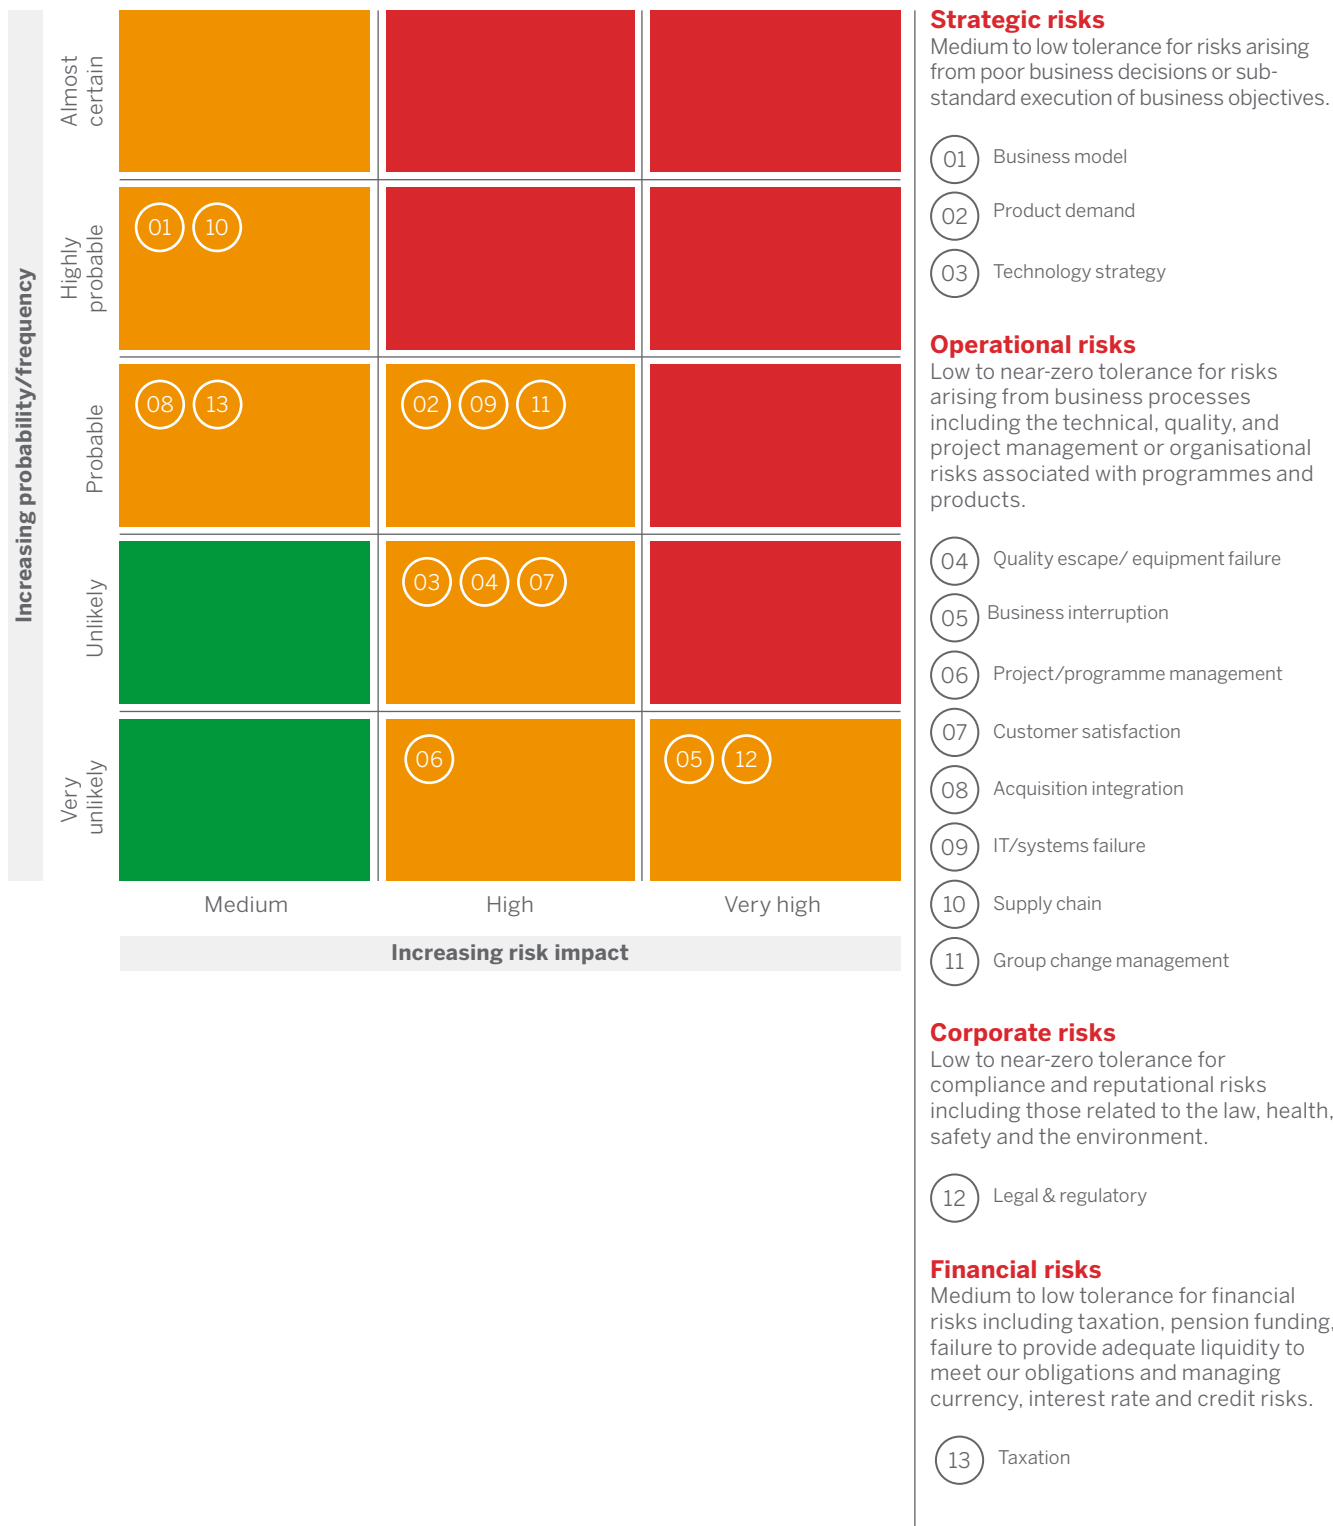 Increasing probability/frequency
Almost
certain
Highly
probable
01 10
Probable
08 13
02 09 11
Unlikely
03 04 07
Very
unlikely
06
05 12
Medium
High
Very high
Increasing risk impact
Strategic risks
Medium to low tolerance for risks arising
from poor business decisions or sub-
standard execution of business objectives.
01 Business model
02 Product demand
03 Technology strategy
Operational risks
Low to near-zero tolerance for risks
arising from business processes
including the technical, quality, and
project management or organisational
risks associated with programmes and
products.
04 Quality escape/ equipment failure
05 Business interruption
06 Project/programme management
07 Customer satisfaction
08 Acquisition integration
09 IT/systems failure
10 Supply chain
11 Group change management
Corporate risks
Low to near-zero tolerance for
compliance and reputational risks
including those related to the law, health,
safety and the environment.
12 Legal & regulatory
Financial risks
Medium to low tolerance for financial
risks including taxation, pension funding,
failure to provide adequate liquidity to
meet our obligations and managing
currency, interest rate and credit risks.
13 Taxation